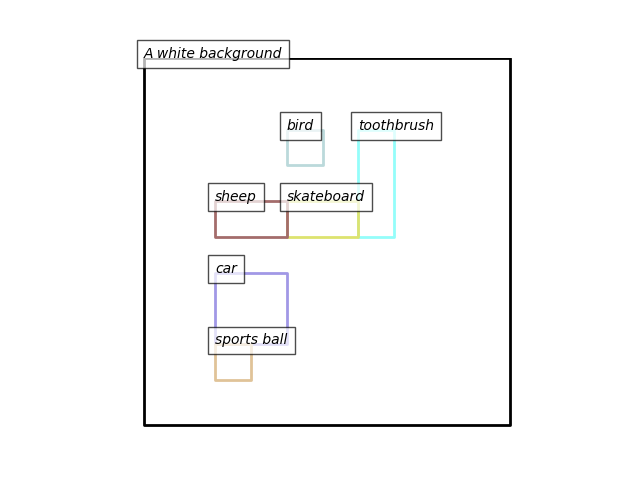 A white background
bird
toothbrush
sheep
skateboard
car
sports ball